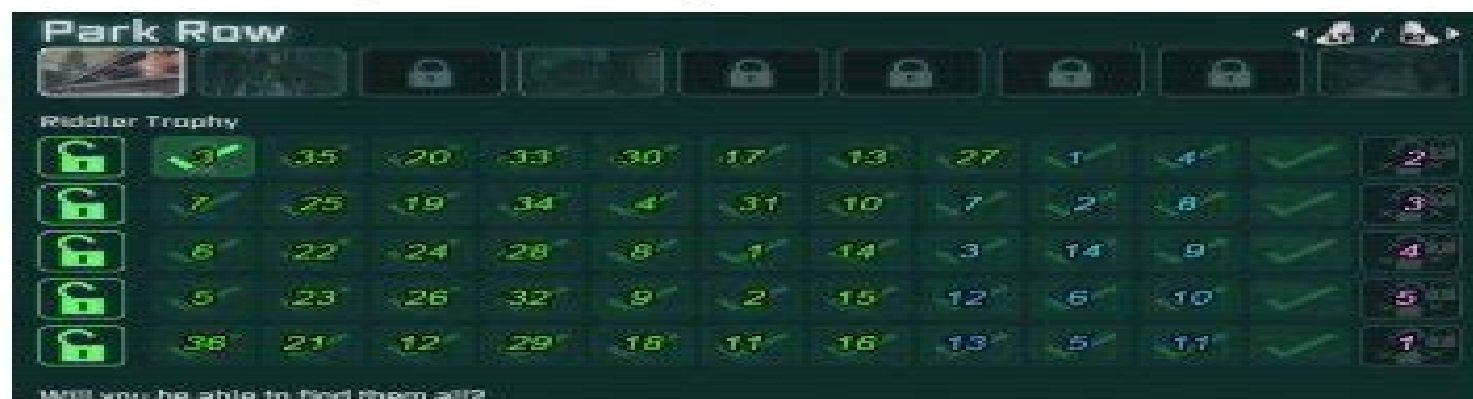 Park Row
Riddler Trophy
3 35 20 33 30 17 13 27 1 4 2
7 25 19 34 4 31 10 7 2 8 3
6 22 24 28 8 1 14 3 14 9 4
5 23 26 32 9 2 15 12 6 10 5
36 21 12 29 18 11 16 13 5 11 1
Will you be able to find them all?